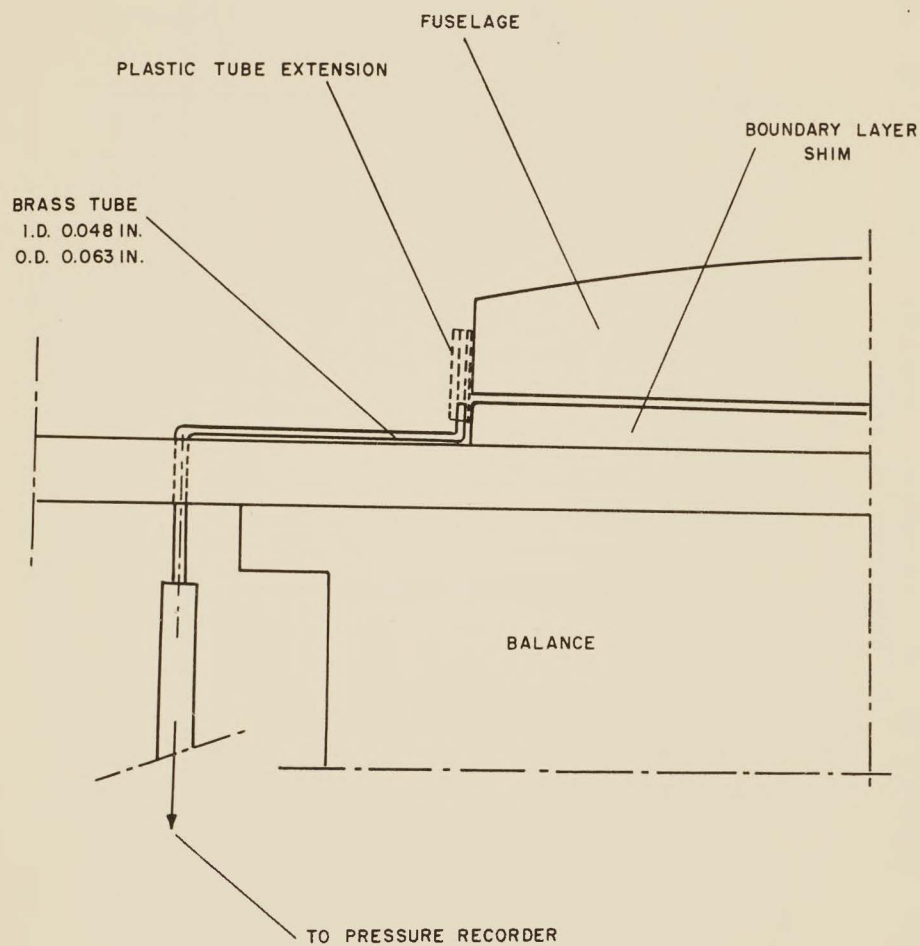 FUSELAGE
PLASTIC TUBE EXTENSION
BOUNDARY LAYER
SHIM
BRASS TUBE
I.D. 0.048 IN.
O.D. 0.063 IN.
BALANCE
TO PRESSURE RECORDER